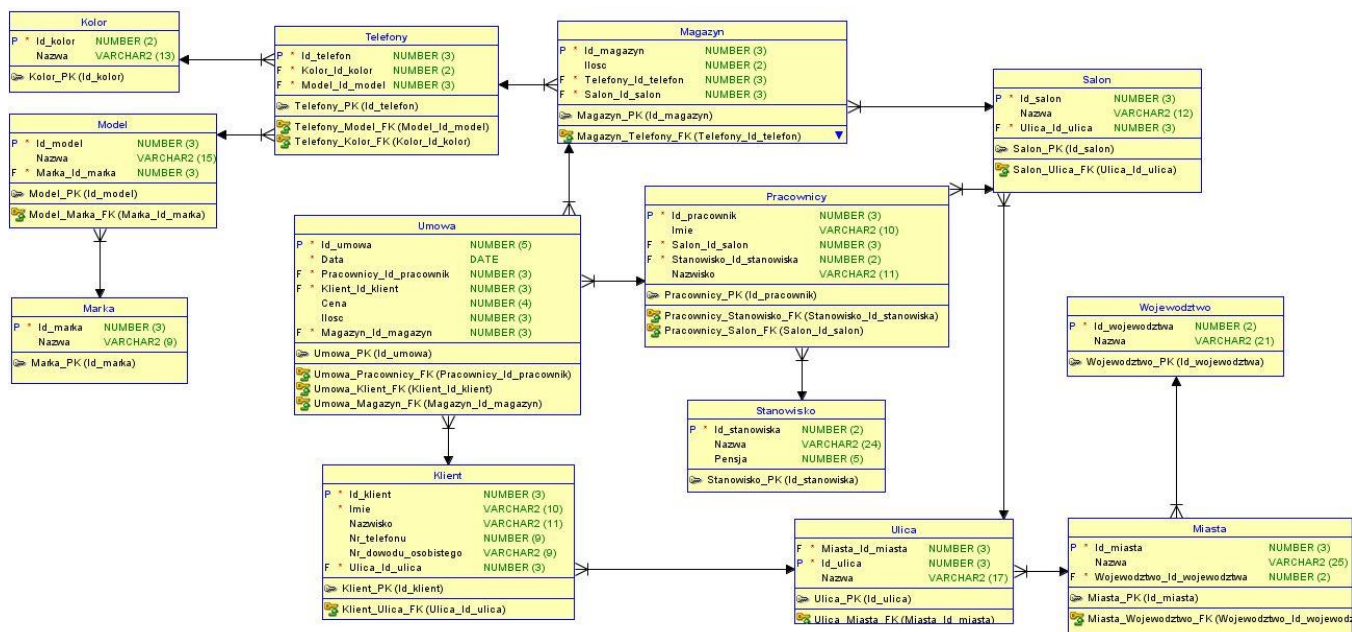 Kolor
P * Id_kolor NUMBER (2)
Nazwa VARCHAR2 (13)
Kolor_PK (Id_kolor)
Telefony
P * Id_telefon NUMBER (3)
F * Kolor_Id_kolor NUMBER (2)
F * Model_Id_model NUMBER (3)
Telefony_PK (Id_telefon)
Telefony_Model_FK (Model_Id_model)
Telefony_Kolor_FK (Kolor_Id_kolor)
Magazyn
P * Id_magazyn NUMBER (3)
Ilosc NUMBER (2)
F * Telefony_Id_telefon NUMBER (3)
F * Salon_Id_salon NUMBER (3)
Magazyn_PK (Id_magazyn)
Magazyn_Telefony_FK (Telefony_Id_telefon)
Salon
P * Id_salon NUMBER (3)
Nazwa VARCHAR2 (12)
F * Ulica_Id_ulica NUMBER (3)
Salon_PK (Id_salon)
Salon_Ulica_FK (Ulica_Id_ulica)
Model
P * Id_model NUMBER (3)
Nazwa VARCHAR2 (15)
F * Marka_Id_marka NUMBER (3)
Model_PK (Id_model)
Model_Marka_FK (Marka_Id_marka)
Umowa
P * Id_umowa NUMBER (5)
* Data DATE
F * Pracownicy_Id_pracownik NUMBER (3)
F * Klient_Id_klient NUMBER (3)
Cena NUMBER (4)
Ilosc NUMBER (3)
F * Magazyn_Id_magazyn NUMBER (3)
Umowa_PK (Id_umowa)
Umowa_Pracownicy_FK (Pracownicy_Id_pracownik)
Umowa_Klient_FK (Klient_Id_klient)
Umowa_Magazyn_FK (Magazyn_Id_magazyn)
Pracownicy
P * Id_pracownik NUMBER (3)
Imie VARCHAR2 (10)
F * Salon_Id_salon NUMBER (3)
F * Stanowisko_Id_stanowiska NUMBER (2)
Nazwisko VARCHAR2 (11)
Pracownicy_PK (Id_pracownik)
Pracownicy_Stanowisko_FK (Stanowisko_Id_stanowiska)
Pracownicy_Salon_FK (Salon_Id_salon)
Marka
P * Id_marka NUMBER (3)
Nazwa VARCHAR2 (9)
Marka_PK (Id_marka)
Wojewodztwo
P * Id_wojewodztwa NUMBER (2)
Nazwa VARCHAR2 (21)
Wojewodztwo_PK (Id_wojewodztwa)
Stanowisko
P * Id_stanowiska NUMBER (2)
Nazwa VARCHAR2 (24)
Pensja NUMBER (5)
Stanowisko_PK (Id_stanowiska)
Klient
P * Id_klient NUMBER (3)
* Imie VARCHAR2 (10)
Nazwisko VARCHAR2 (11)
Nr_telefonu NUMBER (9)
Nr_dowodu_osobistego VARCHAR2 (9)
F * Ulica_Id_ulica NUMBER (3)
Klient_PK (Id_klient)
Klient_Ulica_FK (Ulica_Id_ulica)
Ulica
F * Miasta_Id_miasta NUMBER (3)
P * Id_ulica NUMBER (3)
Nazwa VARCHAR2 (17)
Ulica_PK (Id_ulica)
Ulica_Miasta_FK (Miasta_Id_miasta)
Miasta
P * Id_miasta NUMBER (3)
Nazwa VARCHAR2 (25)
F * Wojewodztwo_Id_wojewodztwa NUMBER (2)
Miasta_PK (Id_miasta)
Miasta_Wojewodztwo_FK (Wojewodztwo_Id_wojewodz